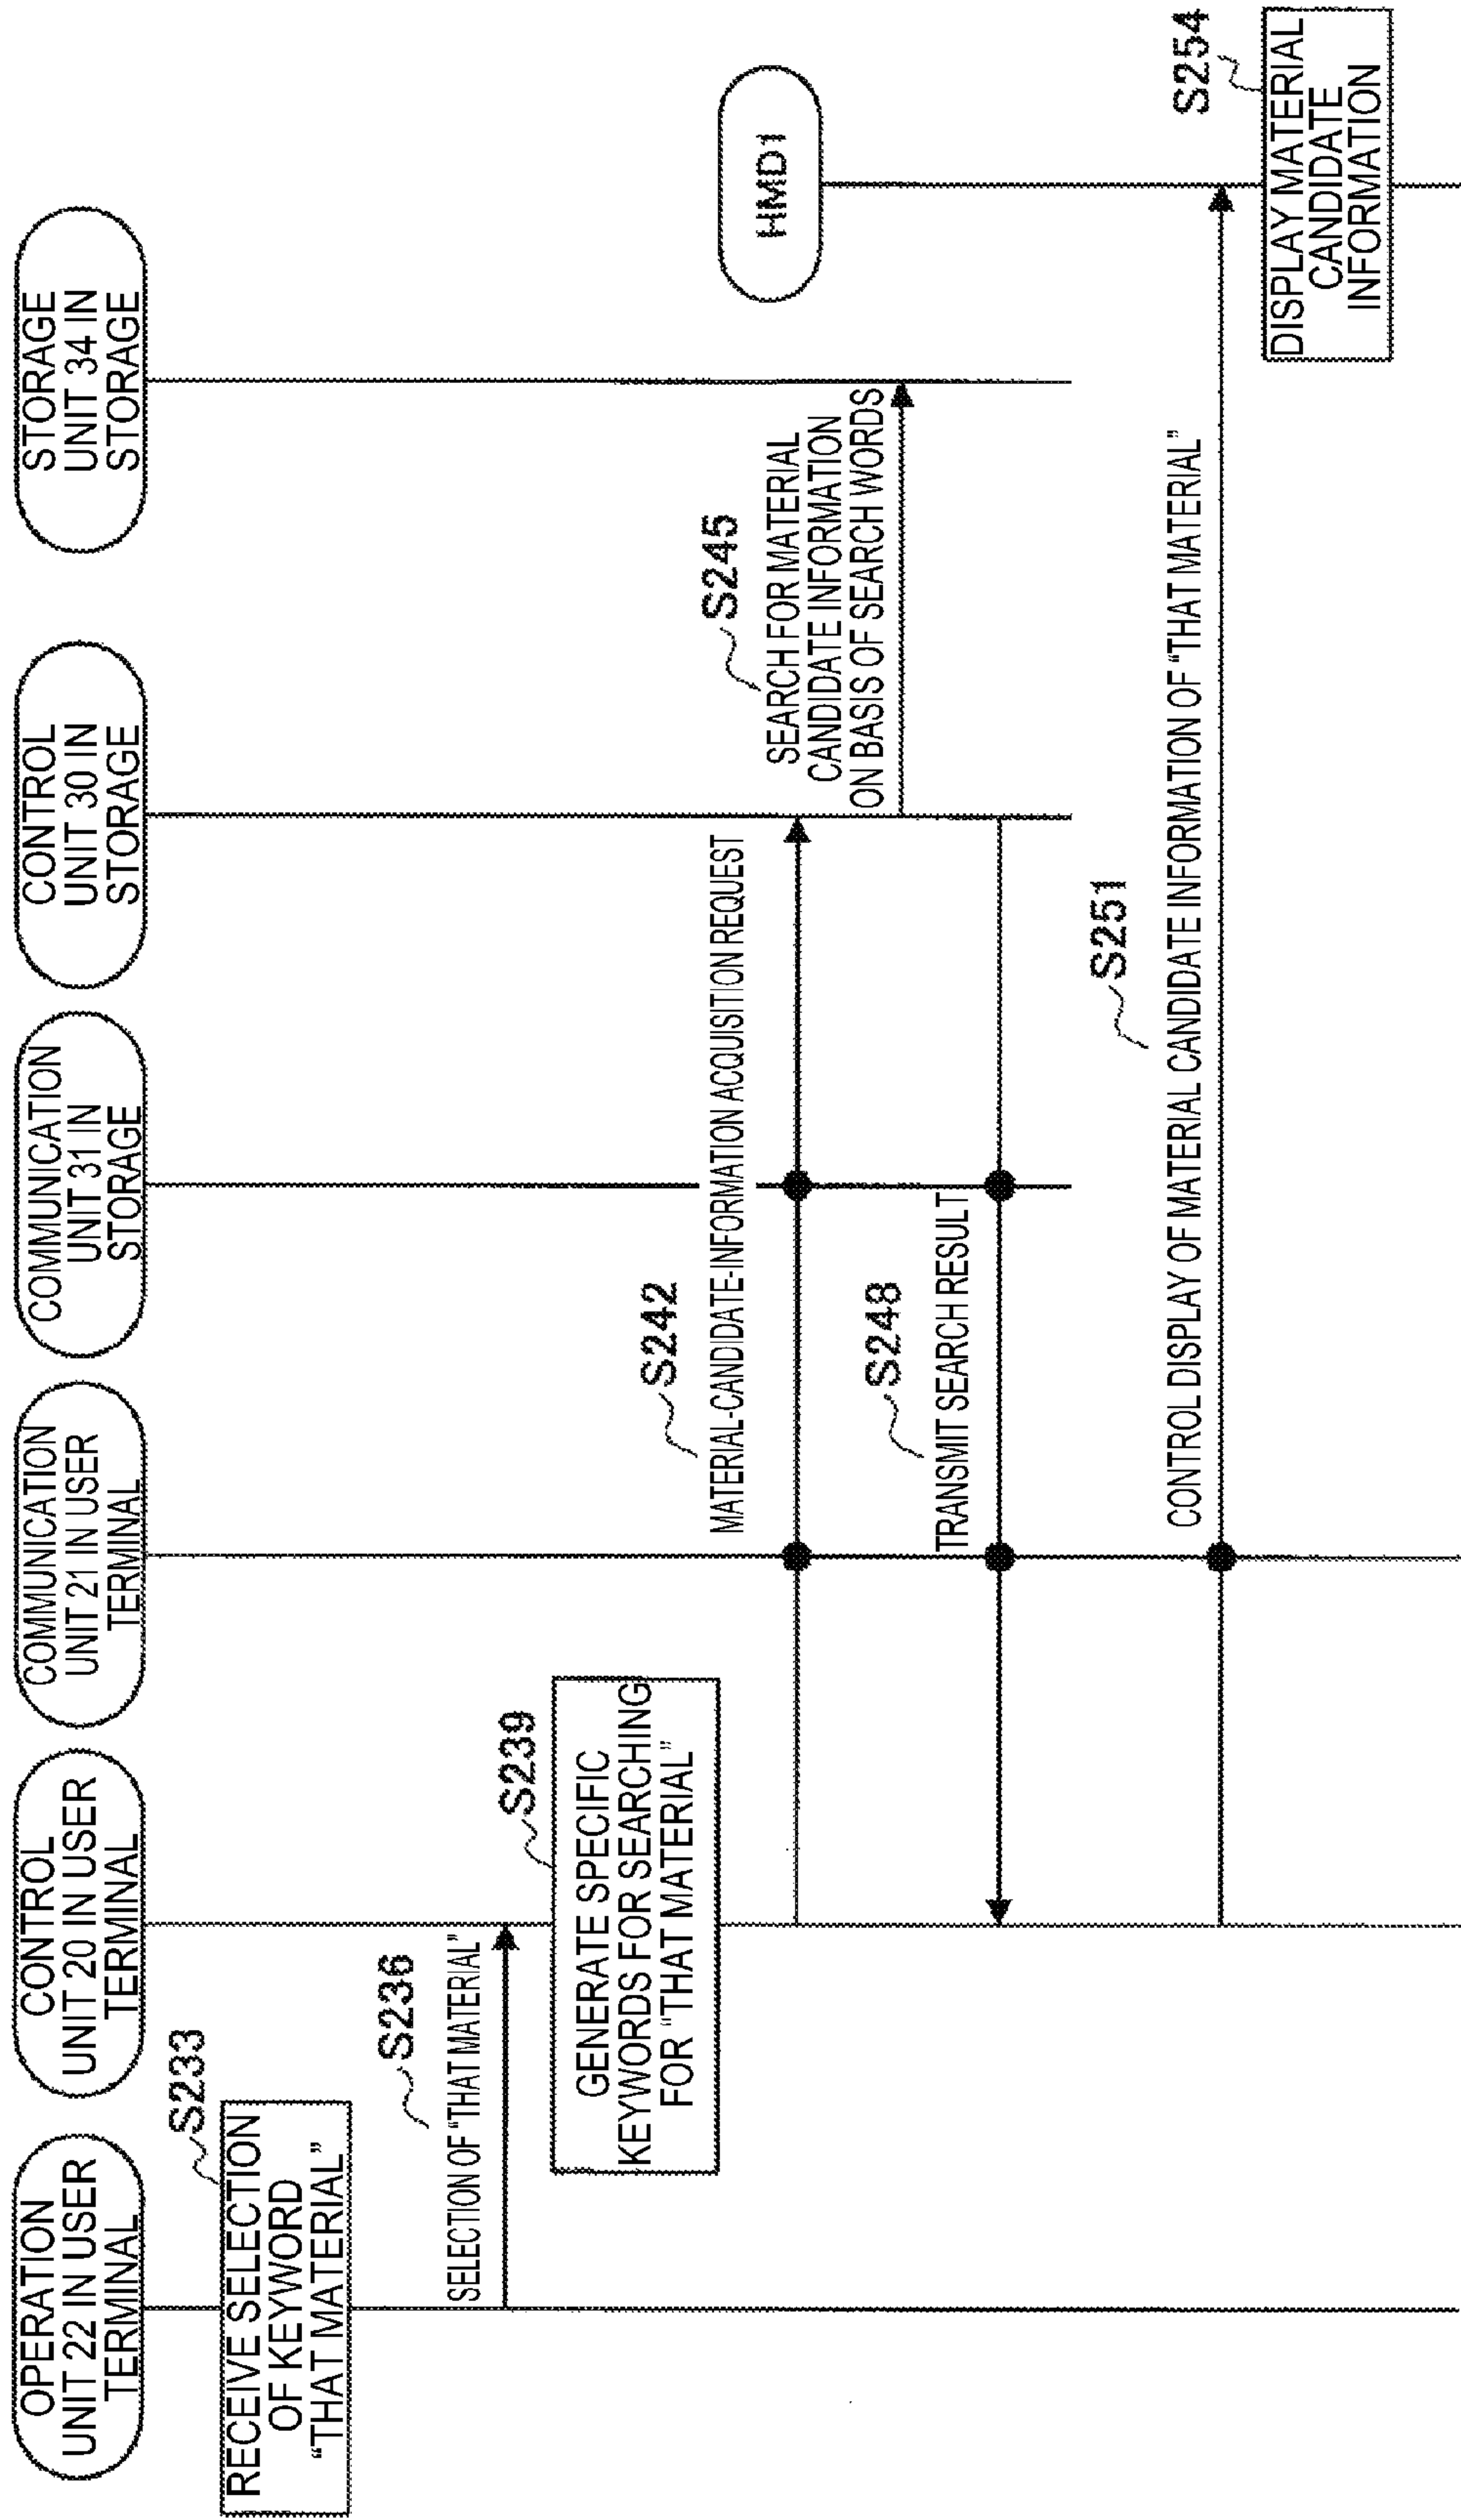 OPERATION
UNIT 22 IN USER
TERMINAL
CONTROL
UNIT 20 IN USER
TERMINAL
COMMUNICATION
UNIT 21 IN USER
TERMINAL
COMMUNICATION
UNIT 31 IN
STORAGE
CONTROL
UNIT 30 IN
STORAGE
STORAGE
UNIT 34 IN
STORAGE
S233
RECEIVE SELECTION
OF KEYWORD
“THAT MATERIAL”
S236
SELECTION OF “THAT MATERIAL”
S239
GENERATE SPECIFIC
KEYWORDS FOR SEARCHING
FOR “THAT MATERIAL”
S242
MATERIAL-CANDIDATE-INFORMATION ACQUISITION REQUEST
HMD1
S245
SEARCH FOR MATERIAL
CANDIDATE INFORMATION
ON BASIS OF SEARCH WORDS
S248
TRANSMIT SEARCH RESULT
S251
CONTROL DISPLAY OF MATERIAL CANDIDATE INFORMATION OF “THAT MATERIAL”
S254
DISPLAY MATERIAL
CANDIDATE
INFORMATION